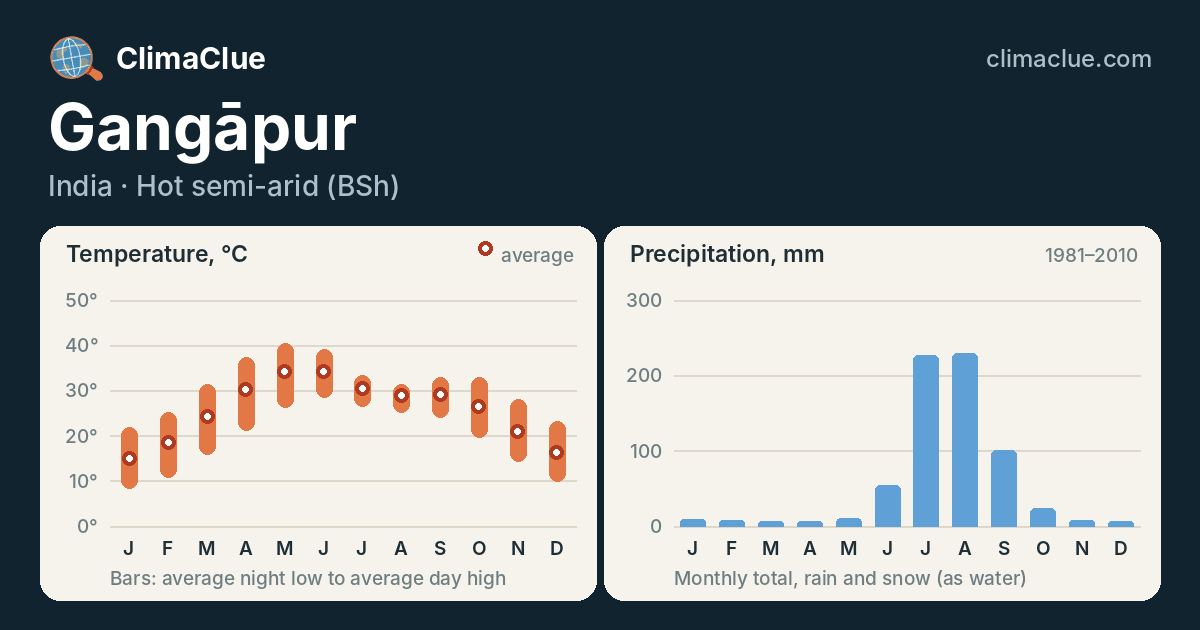 ClimaClue
climaclue.com
Gangāpur
India · Hot semi-arid (BSh)
Temperature, °C
average
50°
40°
30°
20°
10°
0°
J F M A M J J A S O N D
Bars: average night low to average day high
Precipitation, mm
1981–2010
300
200
100
0
J F M A M J J A S O N D
Monthly total, rain and snow (as water)